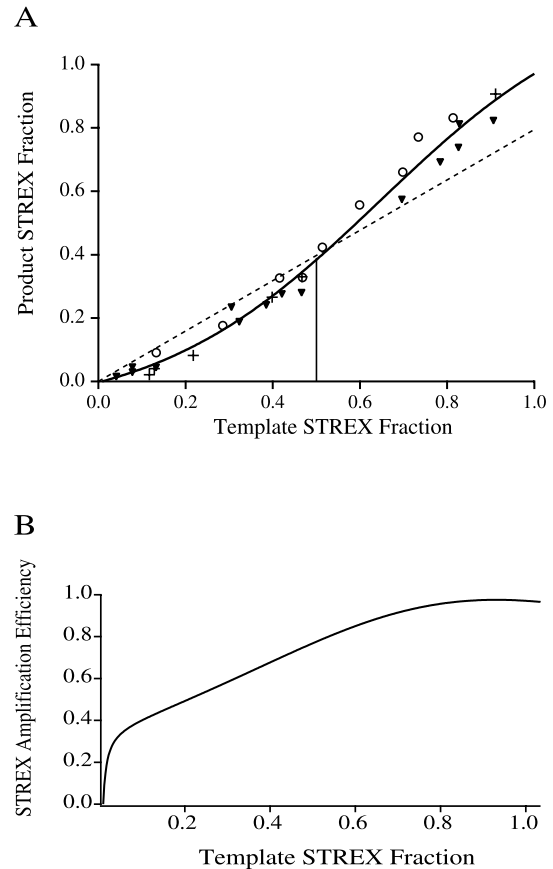 A
1.0
0.8
0.6
0.4
0.2
0.0
Product STREX Fraction
0.0 0.2 0.4 0.6 0.8 1.0
Template STREX Fraction
B
1.0
0.8
0.6
0.4
0.2
0.0
STREX Amplification Efficiency
0.2 0.4 0.6 0.8 1.0
Template STREX Fraction